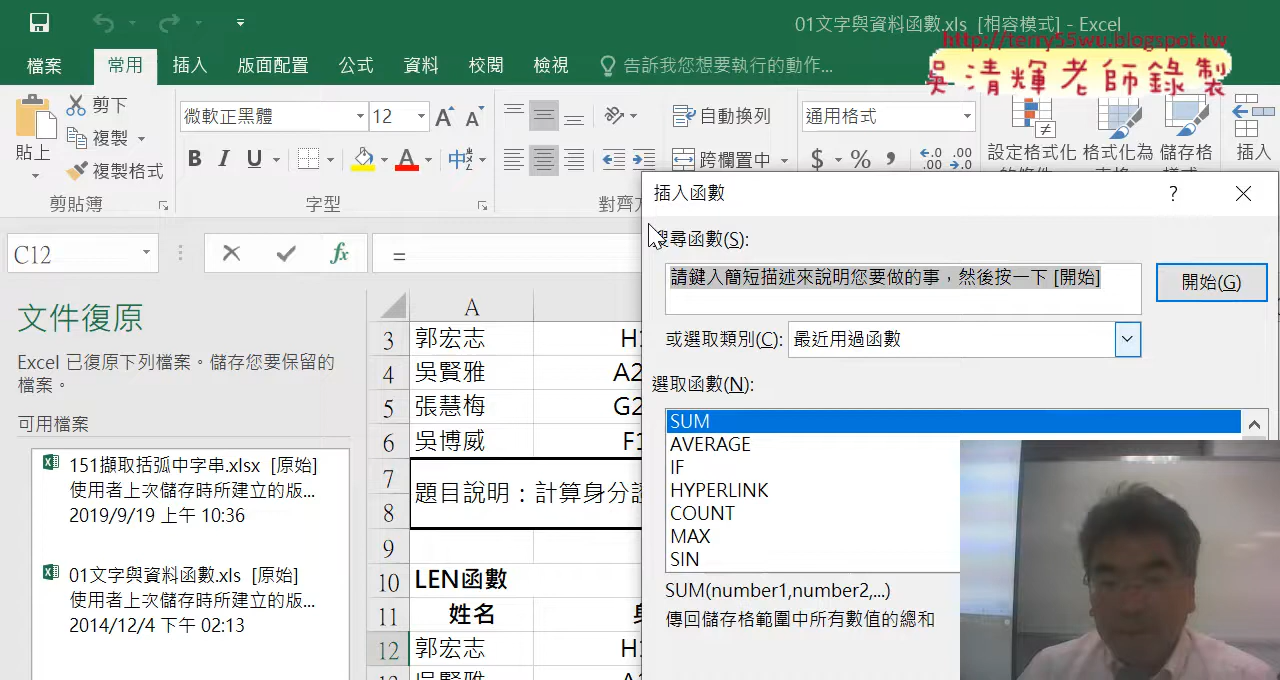 01文字與資料函數.xls [相容模式] - Excel
http://terry55wu.blogspot.tw
吳清輝老師錄製
檔案 常用 插入 版面配置 公式 資料 校閱 檢視 告訴我您想要執行的動作...
貼上
剪下
複製
複製格式
剪貼簿
微軟正黑體 12
B I U
字型
自動換列
跨欄置中
通用格式
$ % ,
設定格式化 格式化為 儲存格 插入
插入函數
C12
fx =
文件復原
Excel 已復原下列檔案。儲存您要保留的
檔案。
可用檔案
151擷取括弧中字串.xlsx [原始]
使用者上次儲存時所建立的版...
2019/9/19 上午 10:36
01文字與資料函數.xls [原始]
使用者上次儲存時所建立的版...
2014/12/4 下午 02:13
A
3 郭宏志
4 吳賢雅 A2
5 張慧梅 G2
6 吳博威
7
題目說明：計算身分
8
9
10 LEN函數
11 姓名
12 郭宏志
搜尋函數(S):
請鍵入簡短描述來說明您要做的事，然後按一下 [開始]
開始(G)
或選取類別(C): 最近用過函數
選取函數(N):
SUM
AVERAGE
IF
HYPERLINK
COUNT
MAX
SIN
SUM(number1,number2,...)
傳回儲存格範圍中所有數值的總和